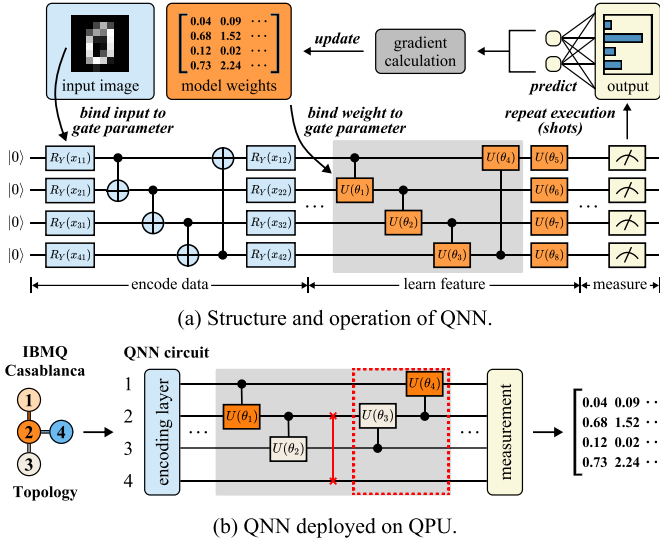 0.04 0.09 ···
0.68 1.52 ···
0.12 0.02 ···
0.73 2.24 ···
input image
model weights
update
gradient
calculation
predict
output
bind input to
gate parameter
bind weight to
gate parameter
repeat execution
(shots)
|0⟩ R_Y(x_11) R_Y(x_12) U(θ_4) U(θ_5)
|0⟩ R_Y(x_21) R_Y(x_22) U(θ_1) U(θ_6)
··· ···
|0⟩ R_Y(x_31) R_Y(x_32) U(θ_2) U(θ_7)
|0⟩ R_Y(x_41) R_Y(x_42) U(θ_3) U(θ_8)
encode data learn feature measure
(a) Structure and operation of QNN.
IBMQ
Casablanca
1
2 4
3
Topology
QNN circuit
1
2
3
4
encoding layer
···
U(θ_1)
U(θ_2)
U(θ_3)
U(θ_4)
···
measurement
0.04 0.09 ··
0.68 1.52 ··
0.12 0.02 ··
0.73 2.24 ··
(b) QNN deployed on QPU.